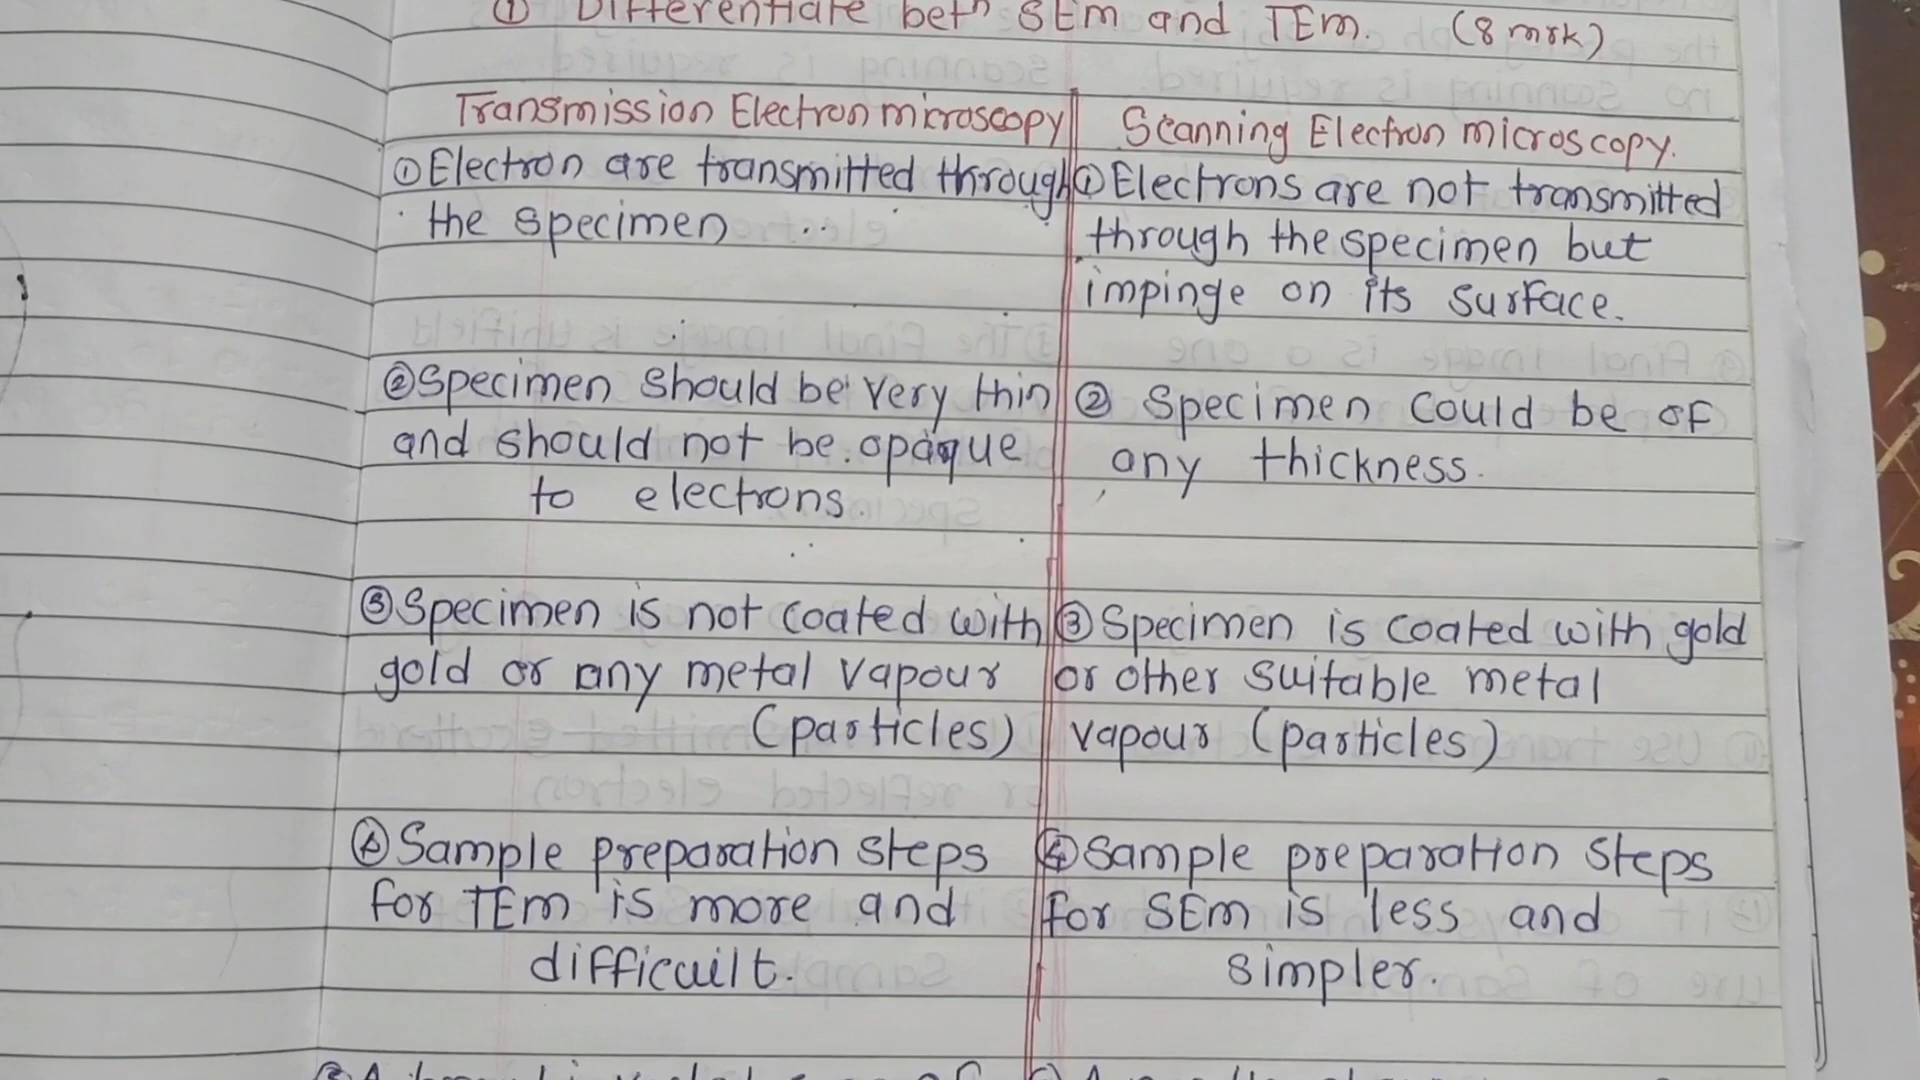 ① Differentiate betn SEm and TEm. (8 mrk)
Transmission Electron microscopy
① Electron are transmitted through
the specimen
② Specimen should be very thin
and should not be opaque
to electrons.
③ Specimen is not coated with
gold or any metal vapour
(particles)
④ Sample preparation steps
for TEm is more and
difficuilt.
Scanning Electron microscopy.
① Electrons are not transmitted
through the specimen but
impinge on its surface.
② Specimen could be of
any thickness.
③ Specimen is coated with gold
or other suitable metal
vapour (particles)
④ Sample preparation steps
for SEm is less and
simpler.